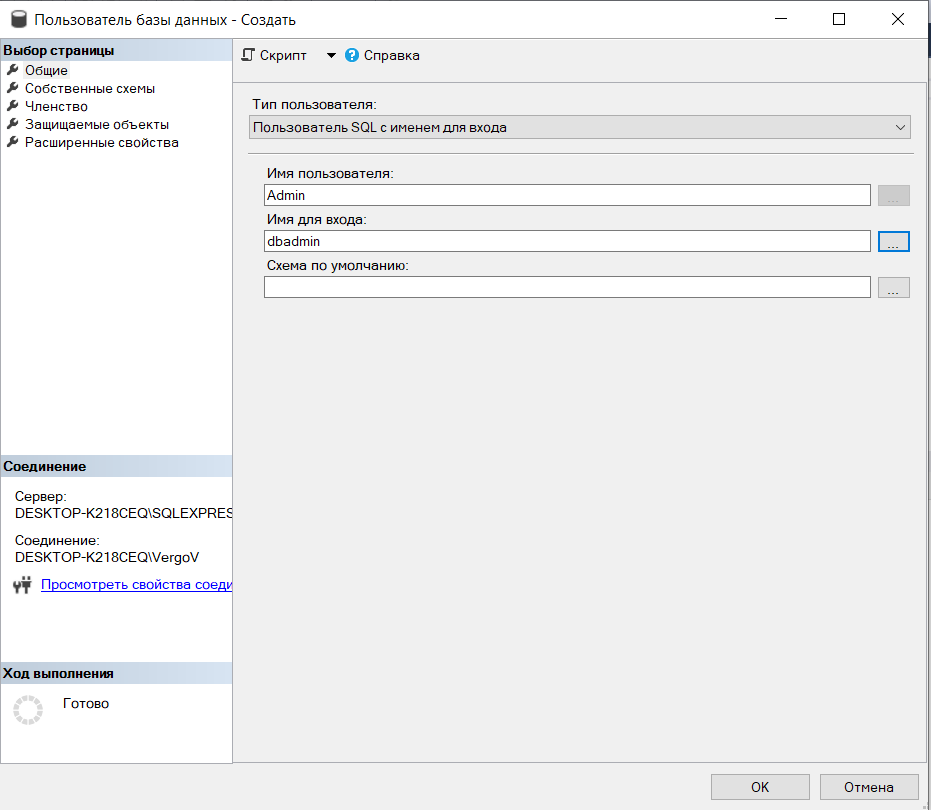 Пользователь базы данных - Создать
Выбор страницы
Общие
Собственные схемы
Членство
Защищаемые объекты
Расширенные свойства
Скрипт
Справка
Тип пользователя:
Пользователь SQL с именем для входа
Имя пользователя:
Admin
...
Имя для входа:
dbadmin
...
Схема по умолчанию:
...
Соединение
Сервер:
DESKTOP-K218CEQ\SQLEXPRES
Соединение:
DESKTOP-K218CEQ\VergoV
Просмотреть свойства соеди
Ход выполнения
Готово
OK
Отмена